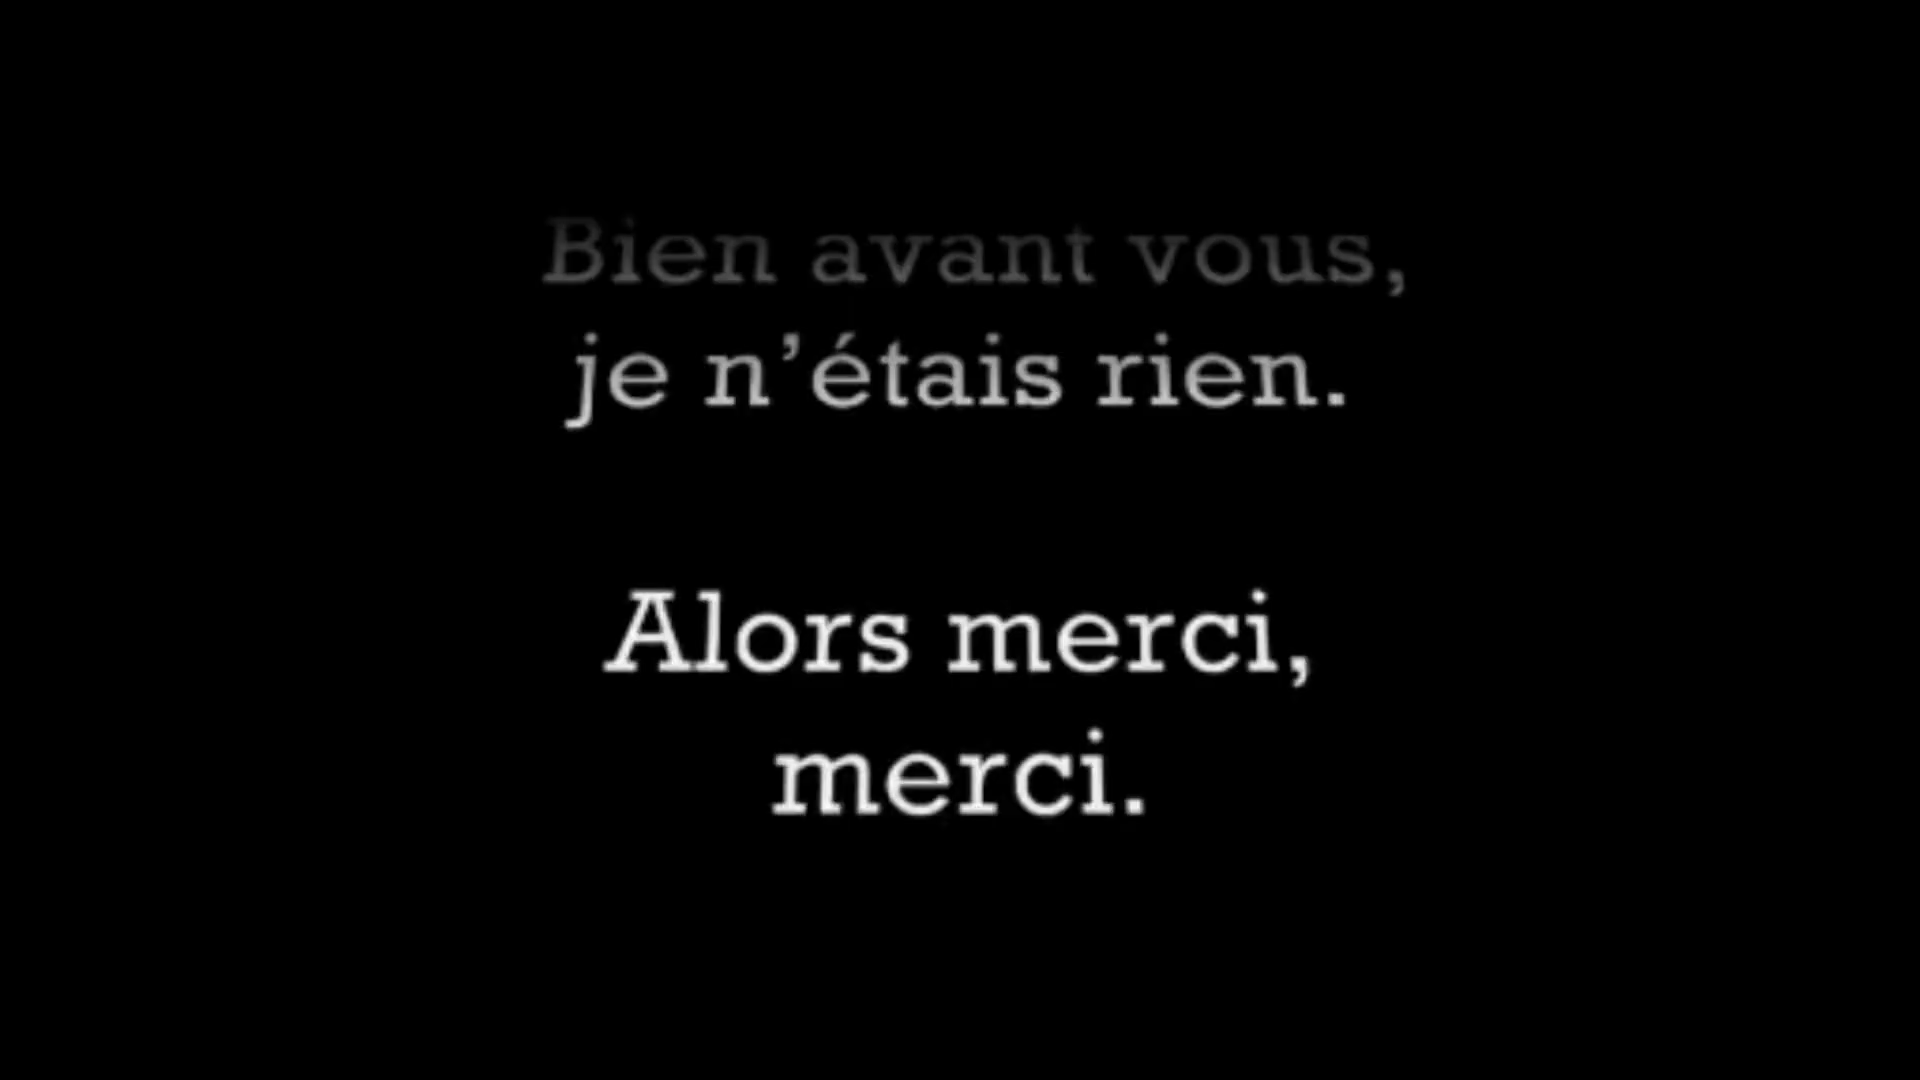 Bien avant vous,
je n’étais rien.
Alors merci,
merci.